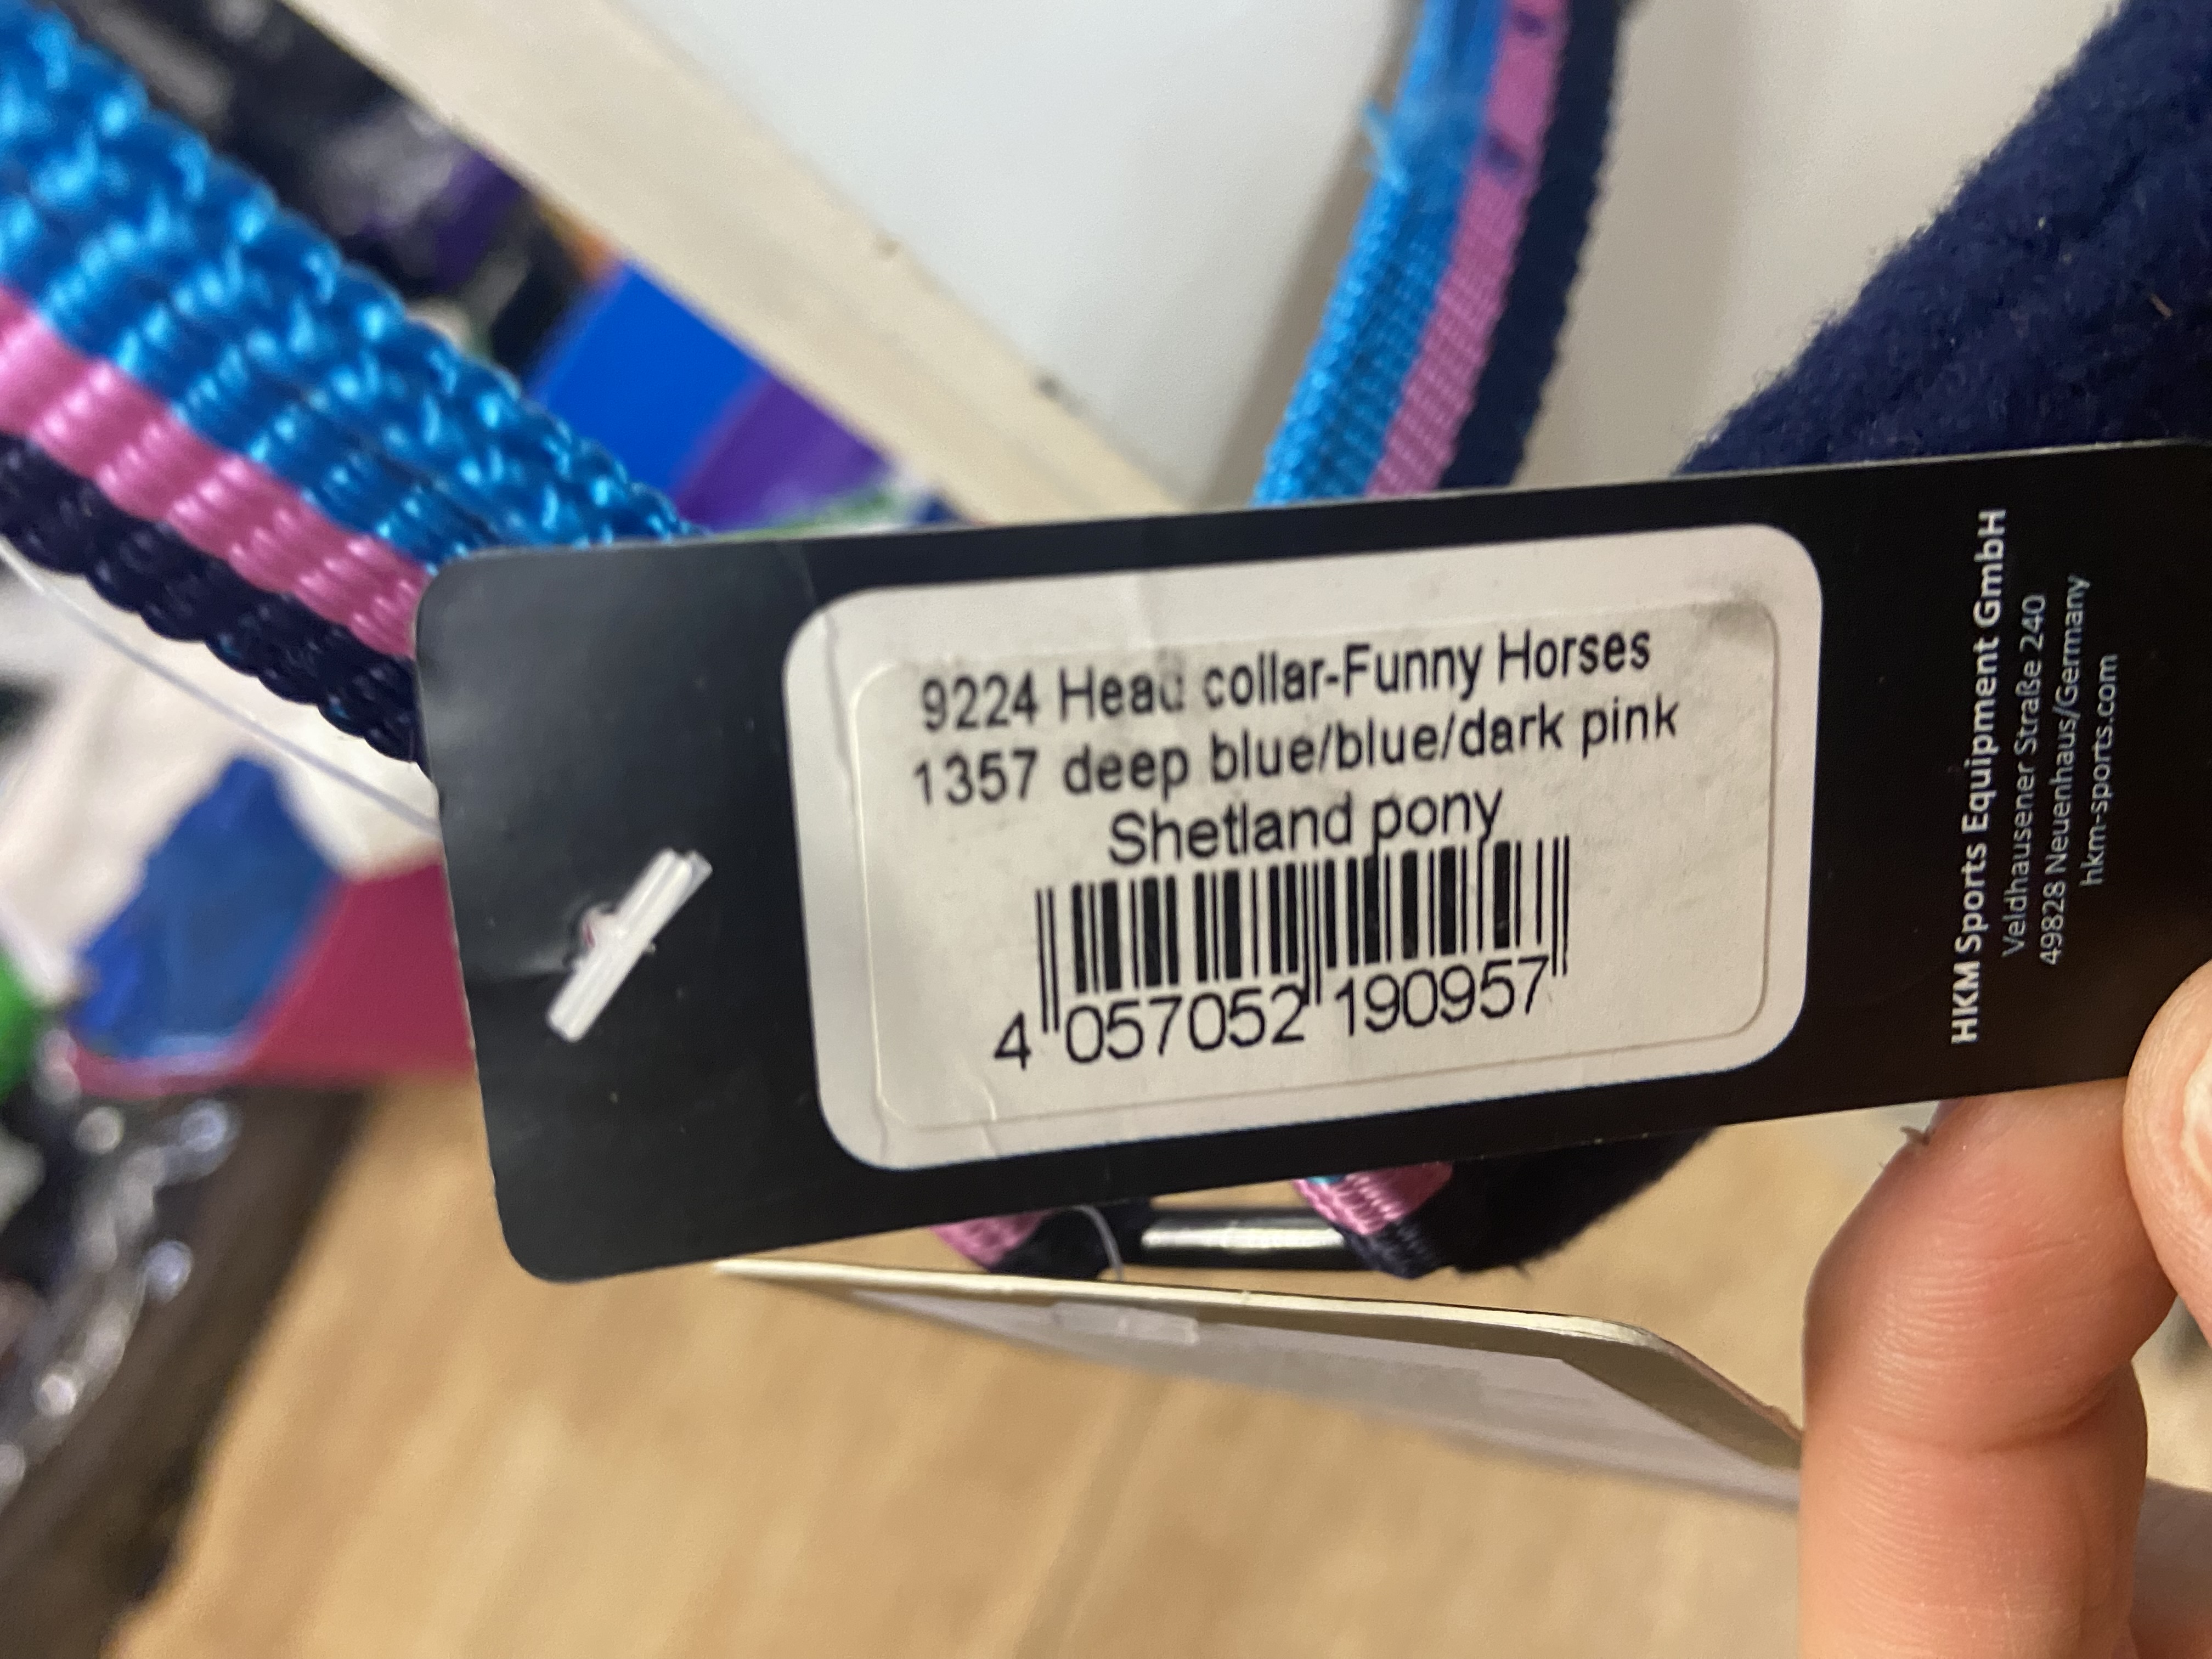 9224 Head collar-Funny Horses
1357 deep blue/blue/dark pink
Shetland pony
4 057052 190957
HKM Sports Equipment GmbH
Veldhausener Straße 240
49828 Neuenhaus/Germany
hkm-sports.com